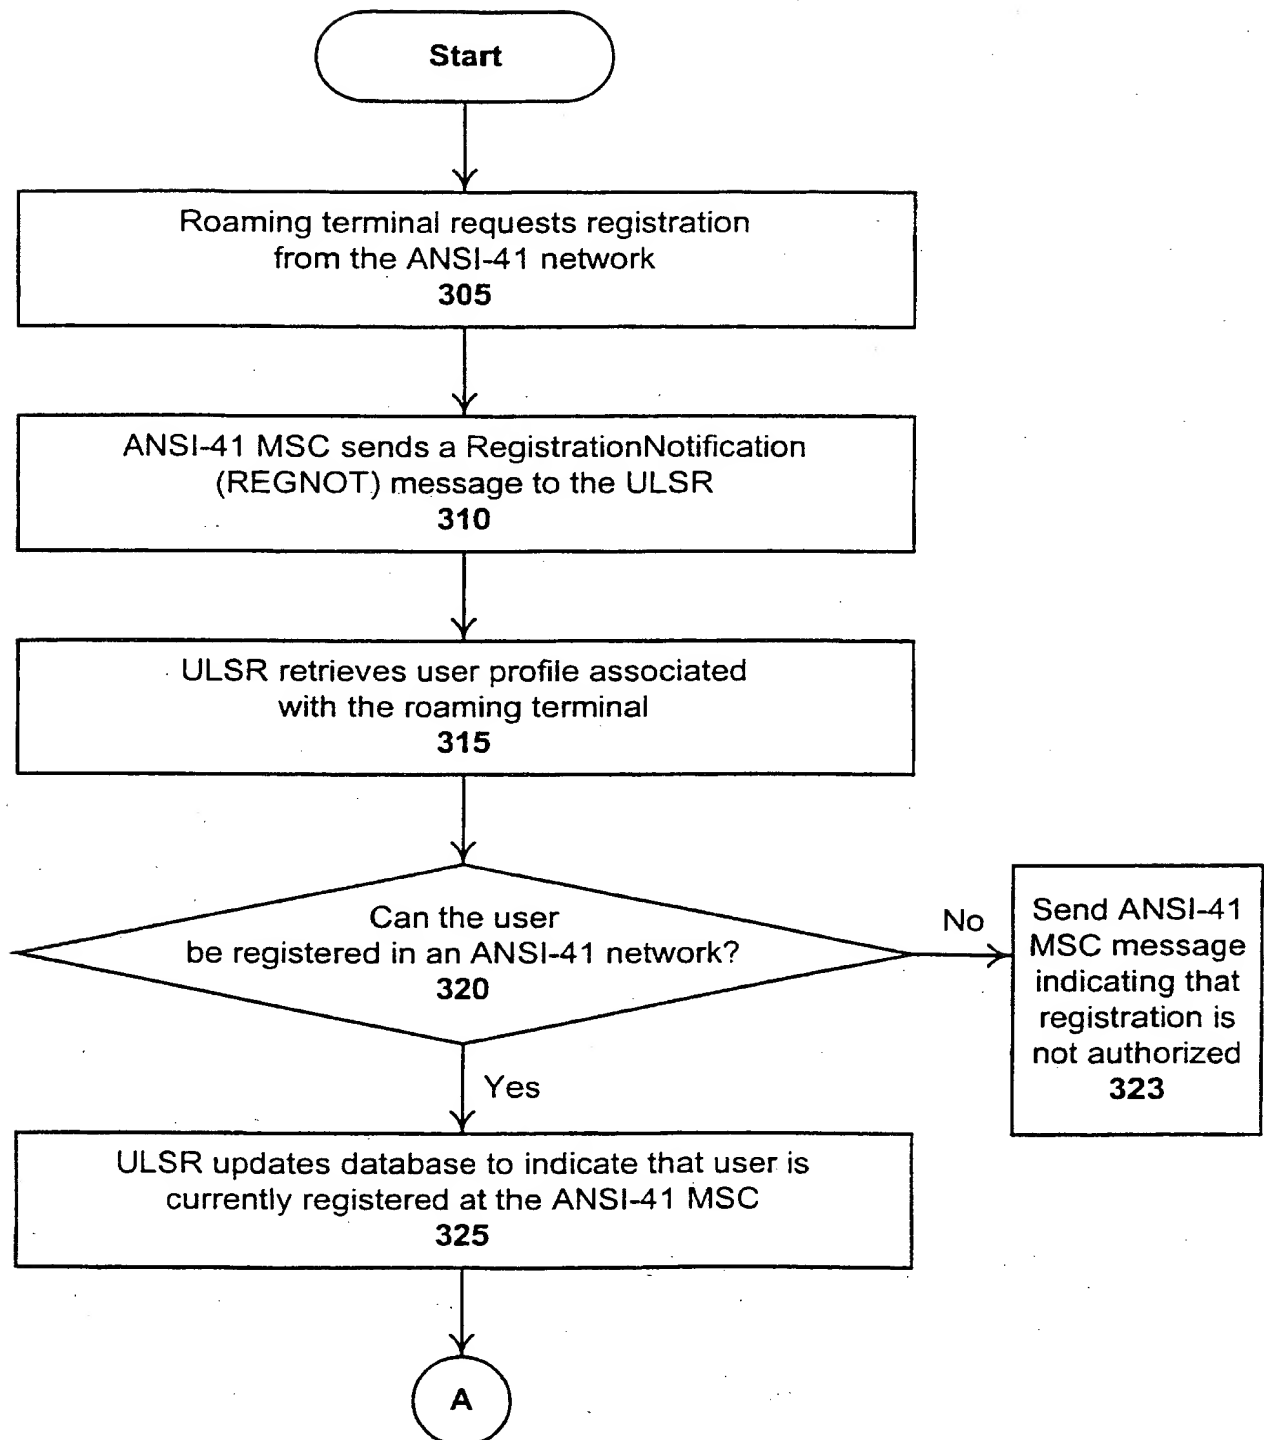 Start
Roaming terminal requests registration
from the ANSI-41 network
305
ANSI-41 MSC sends a RegistrationNotification
(REGNOT) message to the ULSR
310
ULSR retrieves user profile associated
with the roaming terminal
315
Can the user
be registered in an ANSI-41 network?
320
No
Send ANSI-41
MSC message
indicating that
registration is
not authorized
323
Yes
ULSR updates database to indicate that user is
currently registered at the ANSI-41 MSC
325
A